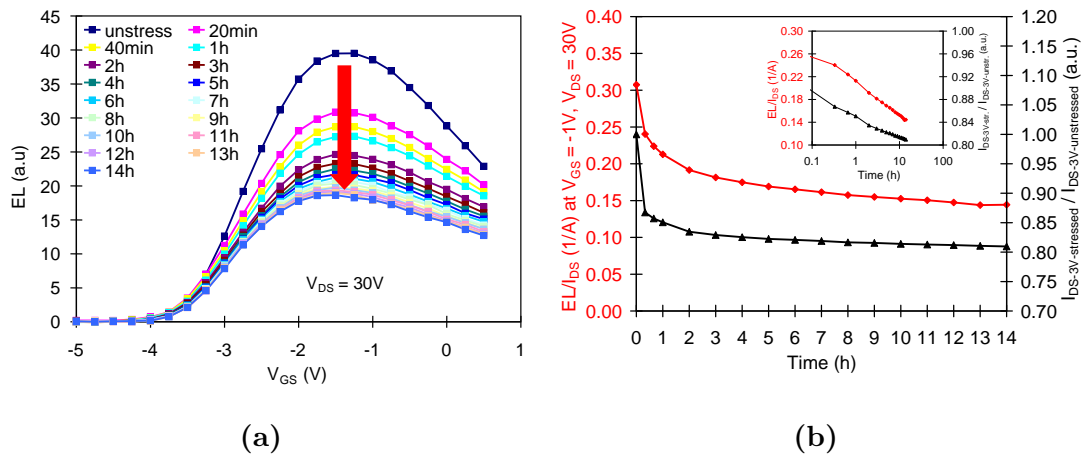 45
40
35
30
25
20
15
10
5
0
EL (a.u)
unstress
20min
40min
1h
2h
3h
4h
5h
6h
7h
8h
9h
10h
11h
12h
13h
14h
V_DS = 30V
-5 -4 -3 -2 -1 0 1
V_GS (V)
(a)
EL/I_DS (1/A) at V_GS = -1V, V_DS = 30V
0.40
0.35
0.30
0.25
0.20
0.15
0.10
0.05
0.00
1.20
1.15
1.10
1.05
1.00
0.95
0.90
0.85
0.80
0.75
0.70
I_DS-3V-stressed / I_DS-3V-unstressed (a.u.)
0 1 2 3 4 5 6 7 8 9 10 11 12 13 14
Time (h)
EL/I_DS (1/A)
0.30
0.26
0.22
0.18
0.14
0.10
1.00
0.96
0.92
0.88
0.84
0.80
I_DS-3V-str. / I_DS-3V-unstr. (a.u.)
0.1 1 10 100
Time (h)
(b)